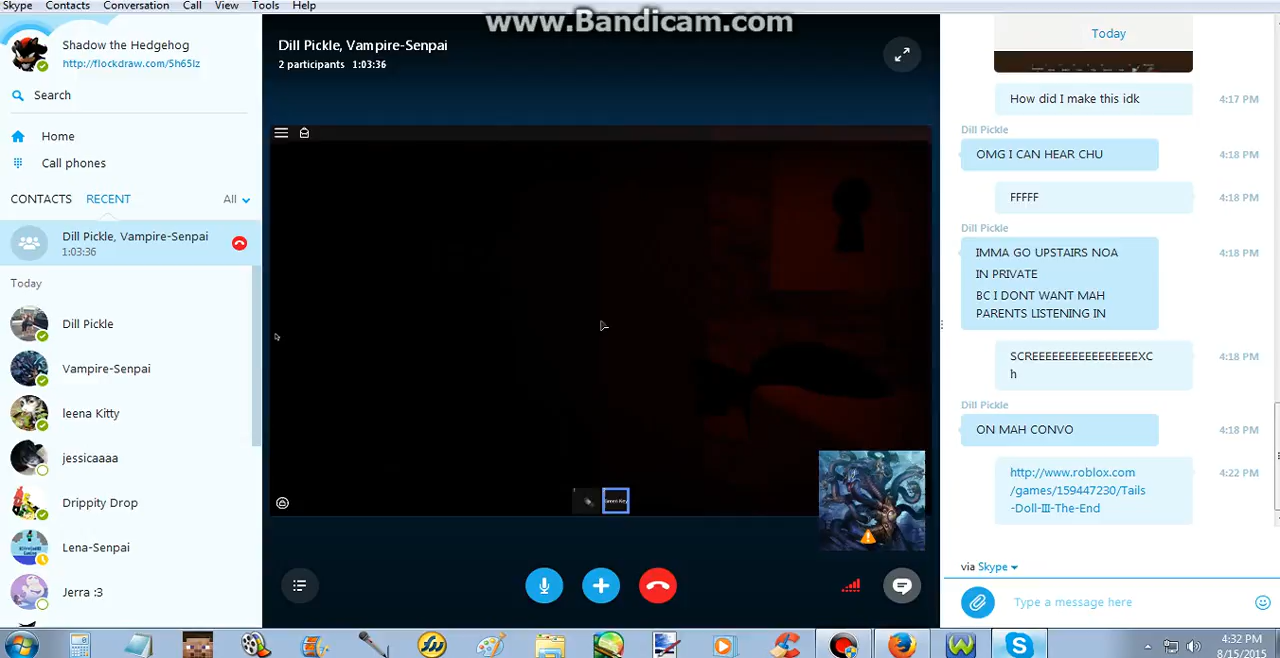 Skype Contacts Conversation Call View Tools Help
www.Bandicam.com
Shadow the Hedgehog
http://flockdraw.com/5h65lz
Search
Home
Call phones
CONTACTS RECENT All
Dill Pickle, Vampire-Senpai
1:03:36
Today
Dill Pickle
Vampire-Senpai
leena Kitty
jessicaaaa
Drippity Drop
Lena-Senpai
Jerra :3
Dill Pickle, Vampire-Senpai
2 participants 1:03:36
Today
How did I make this idk 4:17 PM
Dill Pickle
OMG I CAN HEAR CHU 4:18 PM
FFFFF 4:18 PM
Dill Pickle
IMMA GO UPSTAIRS NOA 4:18 PM
IN PRIVATE
BC I DONT WANT MAH
PARENTS LISTENING IN
SCREEEEEEEEEEEEEEEEXC 4:18 PM
h
Dill Pickle
ON MAH CONVO 4:18 PM
http://www.roblox.com 4:22 PM
/games/159447230/Tails
-Doll-III-The-End
via Skype
Type a message here
4:32 PM
8/15/2015